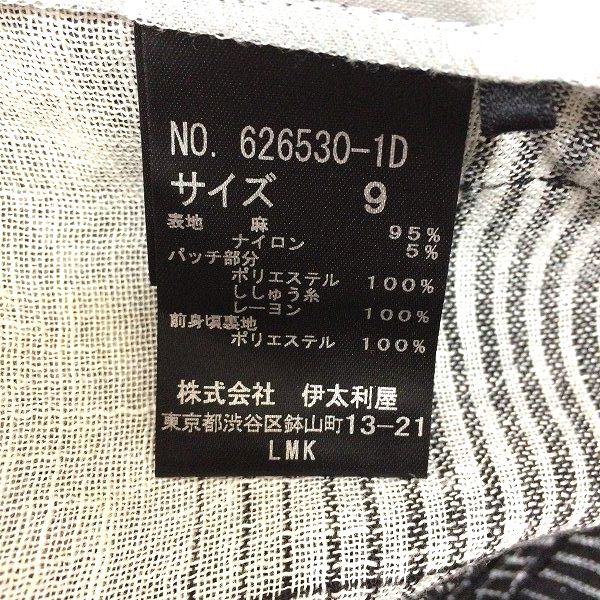 NO. 626530-1D
サイズ 9
表地 麻 95%
ナイロン 5%
パッチ部分
ポリエステル 100%
ししゅう糸
レーヨン 100%
前身頃裏地
ポリエステル 100%
株式会社 伊太利屋
東京都渋谷区鉢山町13-21
LMK